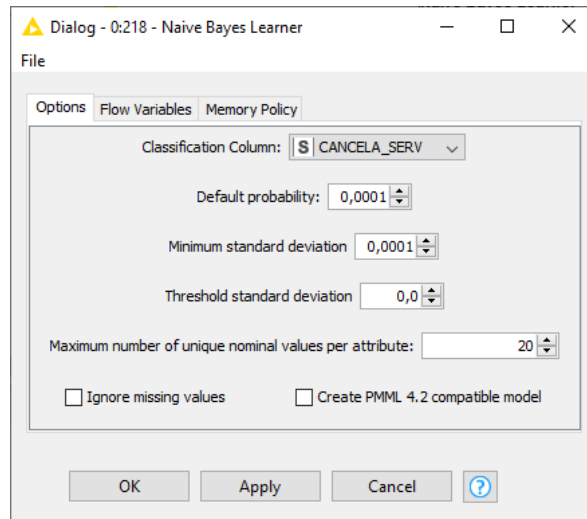 Dialog - 0:218 - Naive Bayes Learner
File
Options Flow Variables Memory Policy
Classification Column: S CANCELA_SERV
Default probability: 0,0001
Minimum standard deviation 0,0001
Threshold standard deviation 0,0
Maximum number of unique nominal values per attribute: 20
Ignore missing values Create PMML 4.2 compatible model
OK Apply Cancel ?